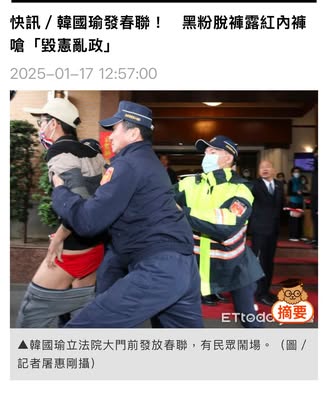 快訊/韓國瑜發春聯! 黑粉脫褲露紅內褲
嗆「毀憲亂政」
2025-01-17 12:57:00
ETtoday
摘要
▲韓國瑜立法院大門前發放春聯,有民眾鬧場。(圖/
記者屠惠剛攝)